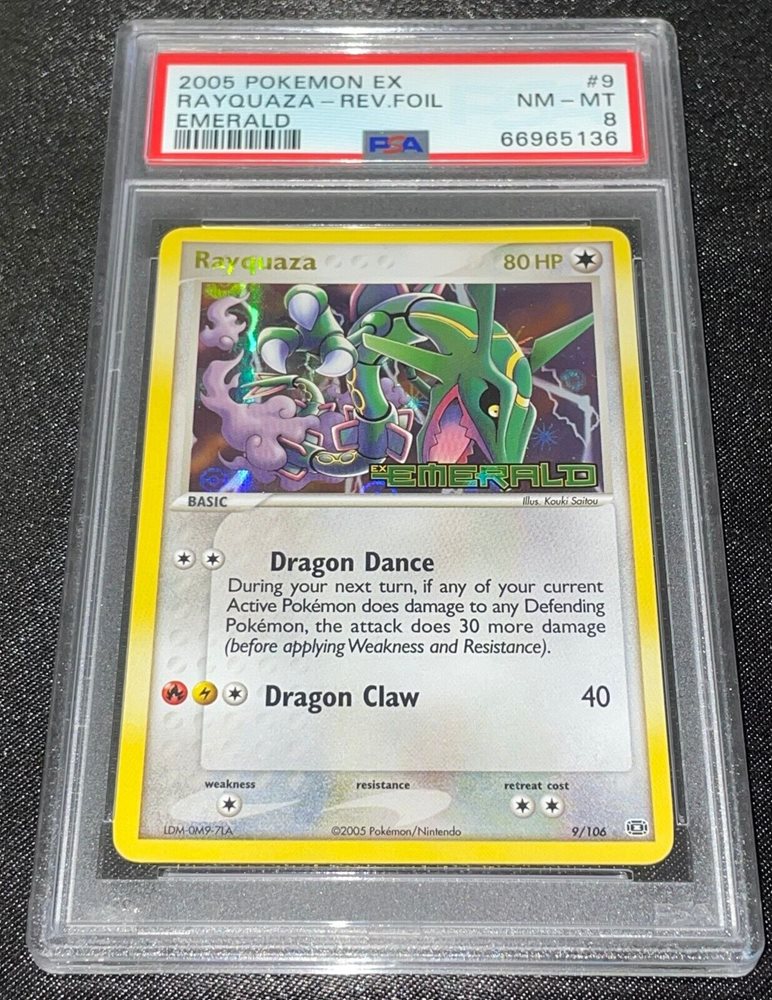 2005 POKEMON EX #9
RAYQUAZA - REV.FOIL NM - MT
EMERALD 8
PSA 66965136
Rayquaza 80 HP
EX EMERALD
BASIC Illus. Kouki Saitou
Dragon Dance
During your next turn, if any of your current
Active Pokémon does damage to any Defending
Pokémon, the attack does 30 more damage
(before applying Weakness and Resistance).
Dragon Claw 40
weakness resistance retreat cost
LDM-0M9-7LA ©2005 Pokémon/Nintendo 9/106